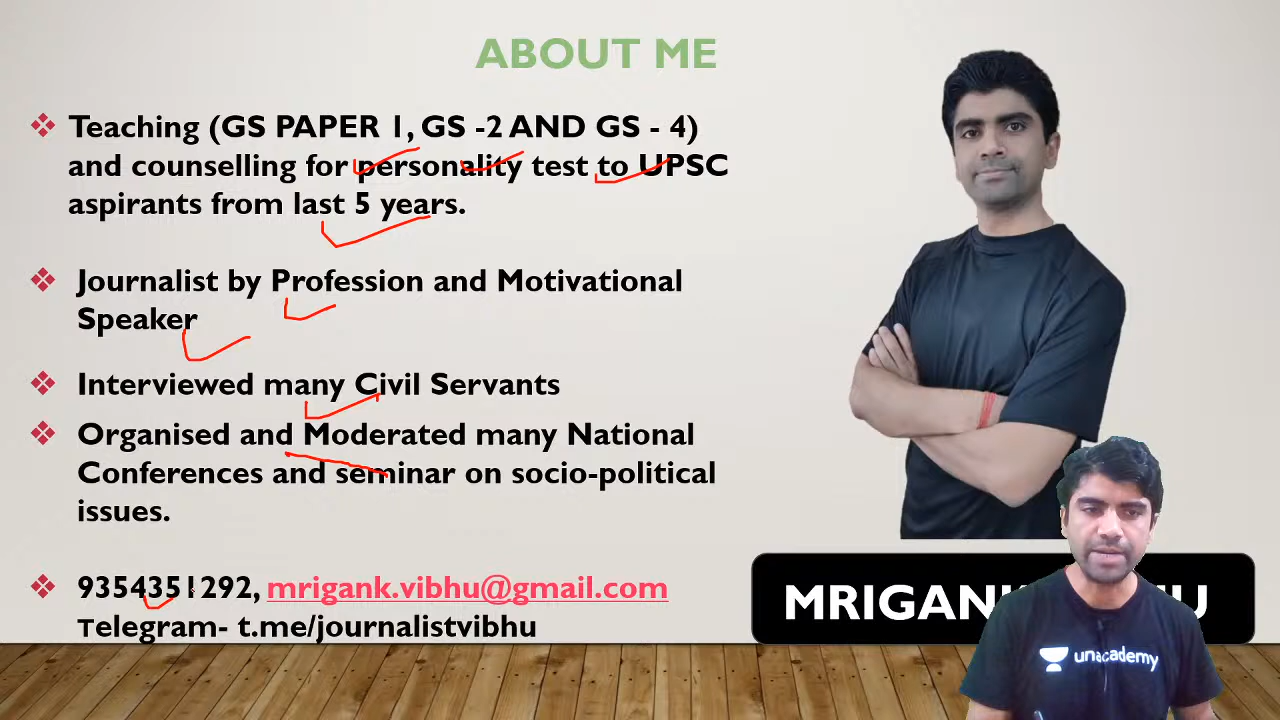 ABOUT ME
❖ Teaching (GS PAPER 1, GS -2 AND GS - 4)
and counselling for personality test to UPSC
aspirants from last 5 years.
❖ Journalist by Profession and Motivational
Speaker
❖ Interviewed many Civil Servants
❖ Organised and Moderated many National
Conferences and seminar on socio-political
issues.
❖ 9354351292, mrigank.vibhu@gmail.com
Telegram- t.me/journalistvibhu
unacademy